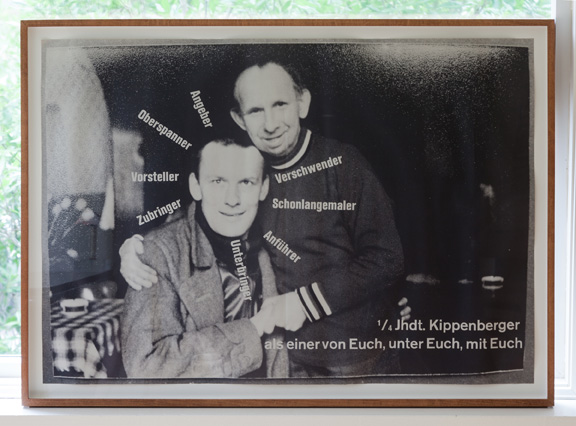 Angeber
Oberspanner
Vorsteller
Zubringer
Verschwender
Schonlangemaler
Anführer
Unterbringer
¹/₄ Jhdt. Kippenberger
als einer von Euch, unter Euch, mit Euch